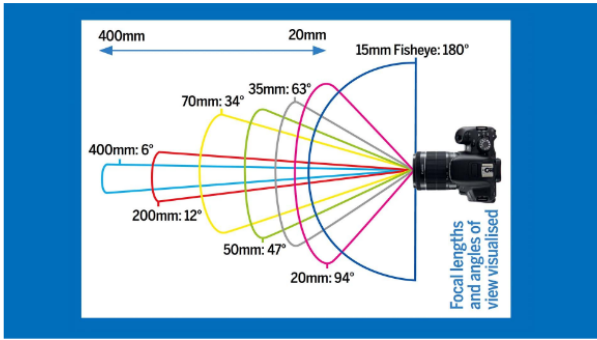 400mm
20mm
15mm Fisheye: 180°
35mm: 63°
70mm: 34°
400mm: 6°
200mm: 12°
50mm: 47°
20mm: 94°
Focal lengths
and angles of
view visualised